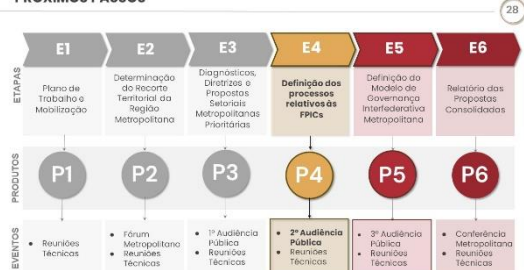 PRÓXIMOS PASSOS
28
E1
E2
E3
E4
E5
E6
ETAPAS
Plano de
Trabalho e
Mobilização
Determinação
do Recorte
Territorial da
Região
Metropolitana
Diagnósticos,
Diretrizes e
Propostas
Setoriais
Metropolitanas
Prioritárias
Definição dos
processos
relativos às
FPICs
Definição do
Modelo de
Governança
Interfederativa
Metropolitana
Relatório das
Propostas
Consolidadas
PRODUTOS
P1
P2
P3
P4
P5
P6
EVENTOS
• Reuniões
Técnicas
• Fórum
Metropolitano
• Reuniões
Técnicas
• 1ª Audiência
Pública
• Reuniões
Técnicas
• 2ª Audiência
Pública
• Reuniões
Técnicas
• 3ª Audiência
Pública
• Reuniões
Técnicas
• Conferência
Metropolitana
• Reuniões
Técnicas